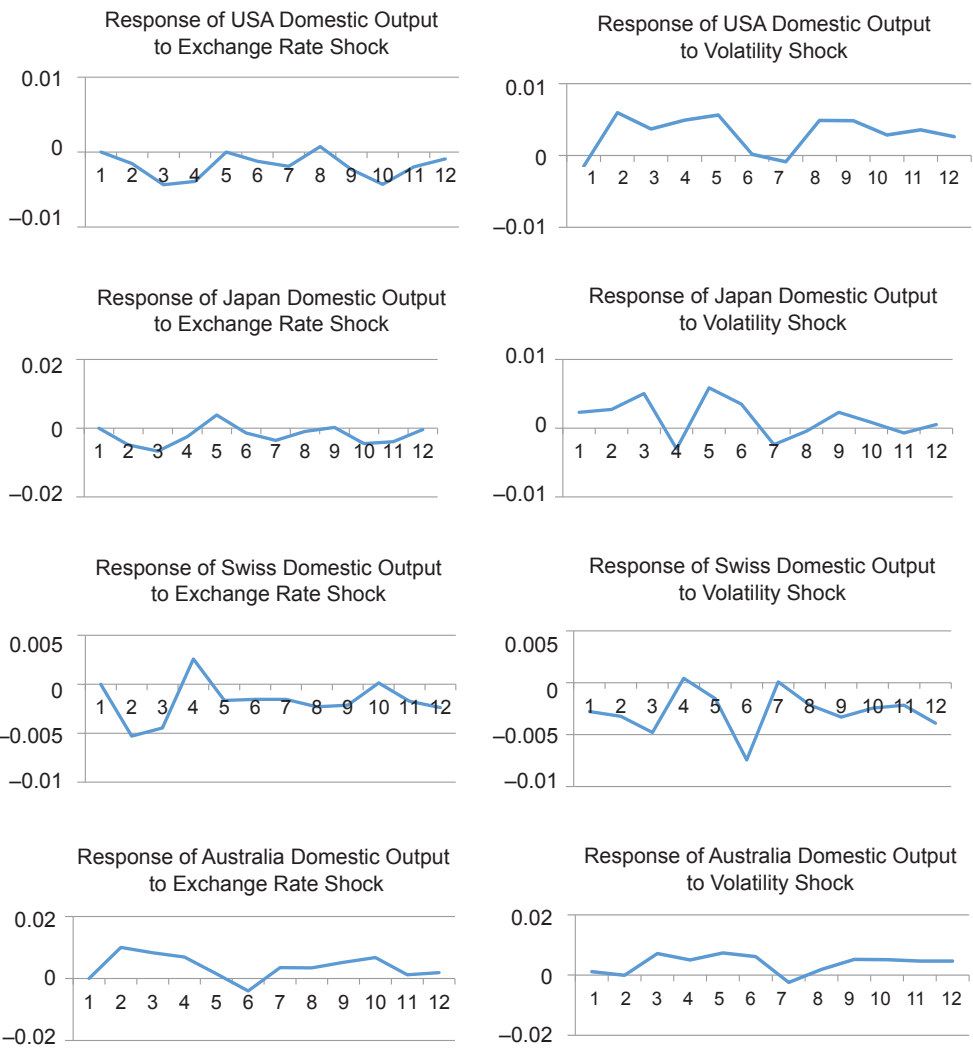 Response of USA Domestic Output
to Exchange Rate Shock
0.01
0
–0.01
1 2 3 4 5 6 7 8 9 10 11 12
Response of USA Domestic Output
to Volatility Shock
0.01
0
–0.01
1 2 3 4 5 6 7 8 9 10 11 12
Response of Japan Domestic Output
to Exchange Rate Shock
0.02
0
–0.02
1 2 3 4 5 6 7 8 9 10 11 12
Response of Japan Domestic Output
to Volatility Shock
0.01
0
–0.01
1 2 3 4 5 6 7 8 9 10 11 12
Response of Swiss Domestic Output
to Exchange Rate Shock
0.005
0
–0.005
–0.01
1 2 3 4 5 6 7 8 9 10 11 12
Response of Swiss Domestic Output
to Volatility Shock
0.005
0
–0.005
–0.01
1 2 3 4 5 6 7 8 9 10 11 12
Response of Australia Domestic Output
to Exchange Rate Shock
0.02
0
–0.02
1 2 3 4 5 6 7 8 9 10 11 12
Response of Australia Domestic Output
to Volatility Shock
0.02
0
–0.02
1 2 3 4 5 6 7 8 9 10 11 12